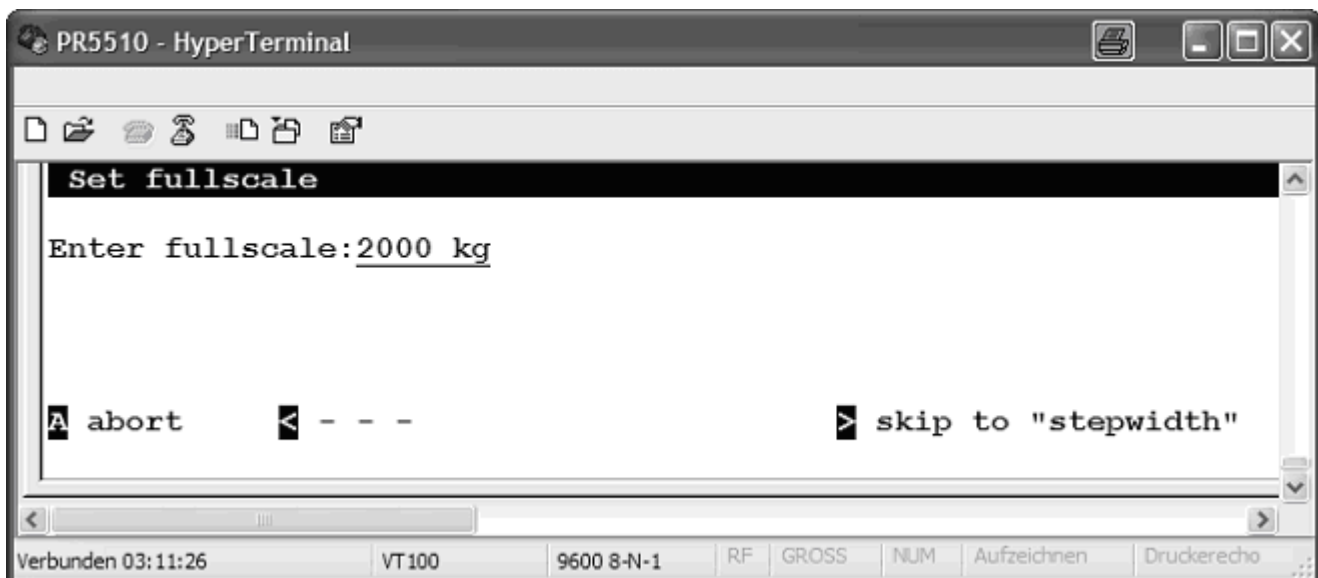 PR5510 - HyperTerminal
Set fullscale
Enter fullscale:2000 kg
A abort < - - - > skip to "stepwidth"
Verbunden 03:11:26 VT100 9600 8-N-1 RF GROSS NUM Aufzeichnen Druckerecho